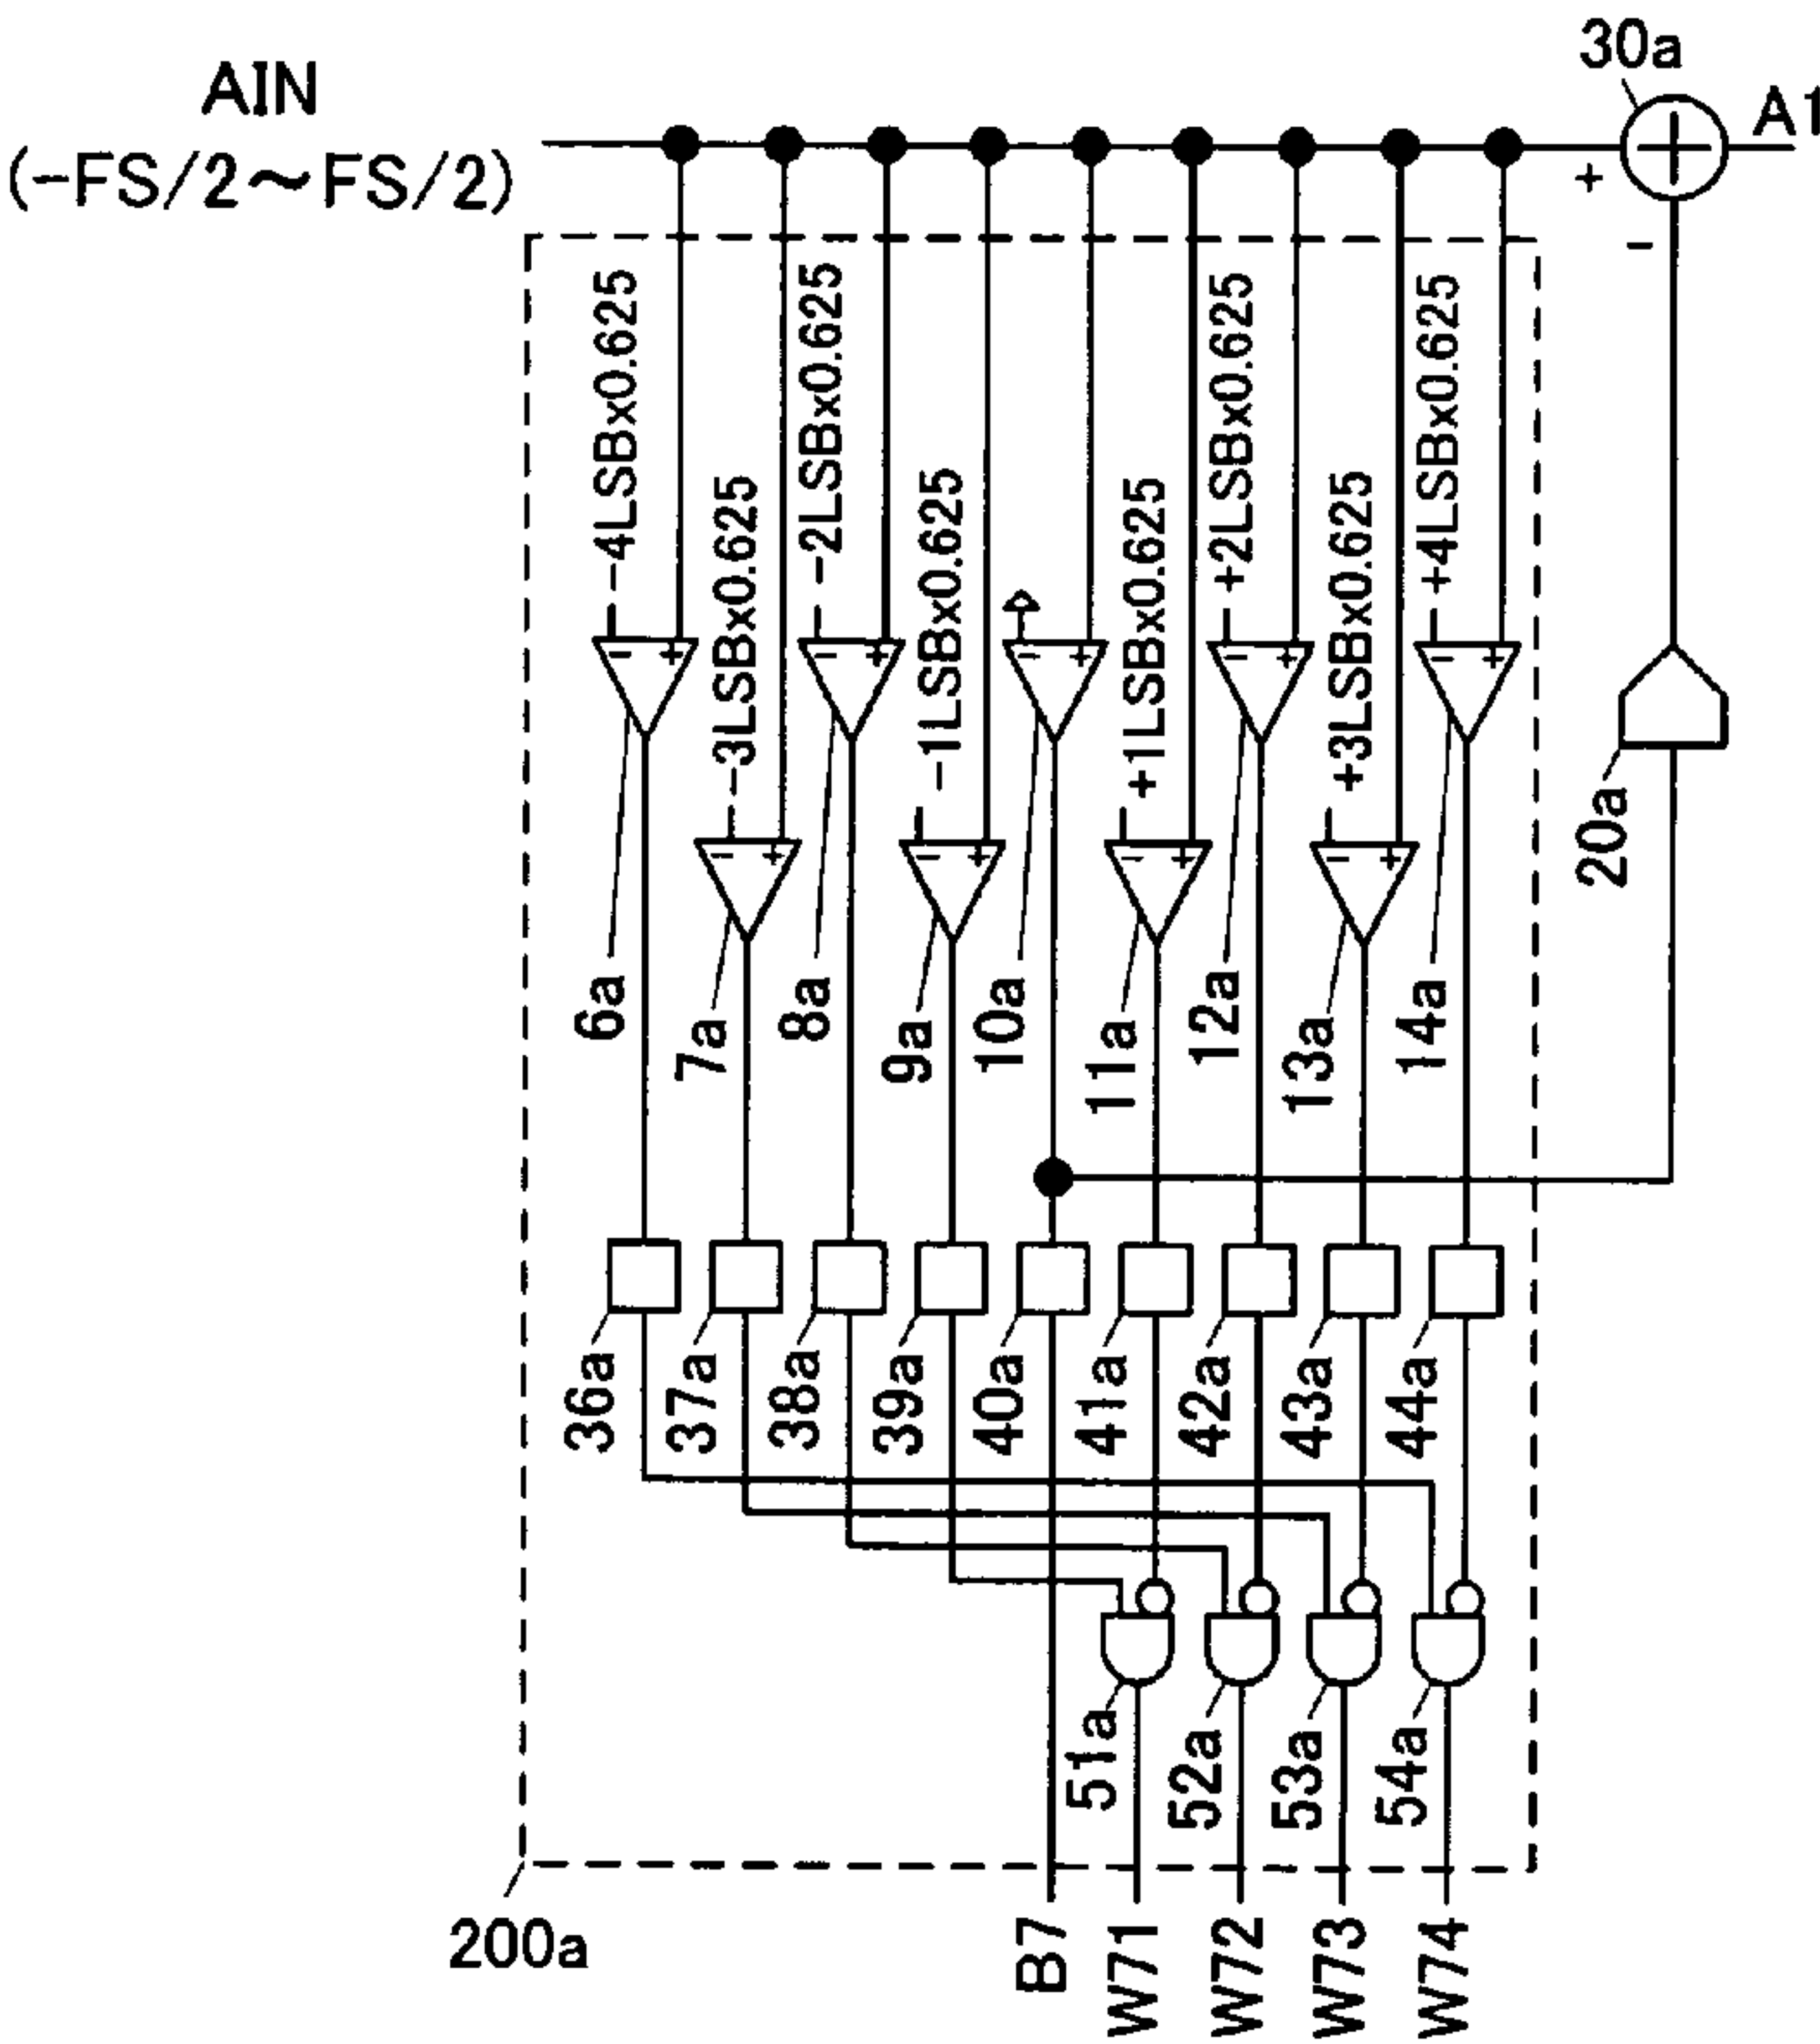 30a
AIN
A1
(-FS/2~FS/2)
+
-
-4LSBx0.625
-3LSBx0.625
-2LSBx0.625
-1LSBx0.625
+1LSBx0.625
+2LSBx0.625
+3LSBx0.625
+4LSBx0.625
- +
- +
- +
- +
- +
- +
- +
- +
- +
20a
6a
7a
8a
9a
10a
11a
12a
13a
14a
36a
37a
38a
39a
40a
41a
42a
43a
44a
51a
52a
53a
54a
200a
B7
W71
W72
W73
W74